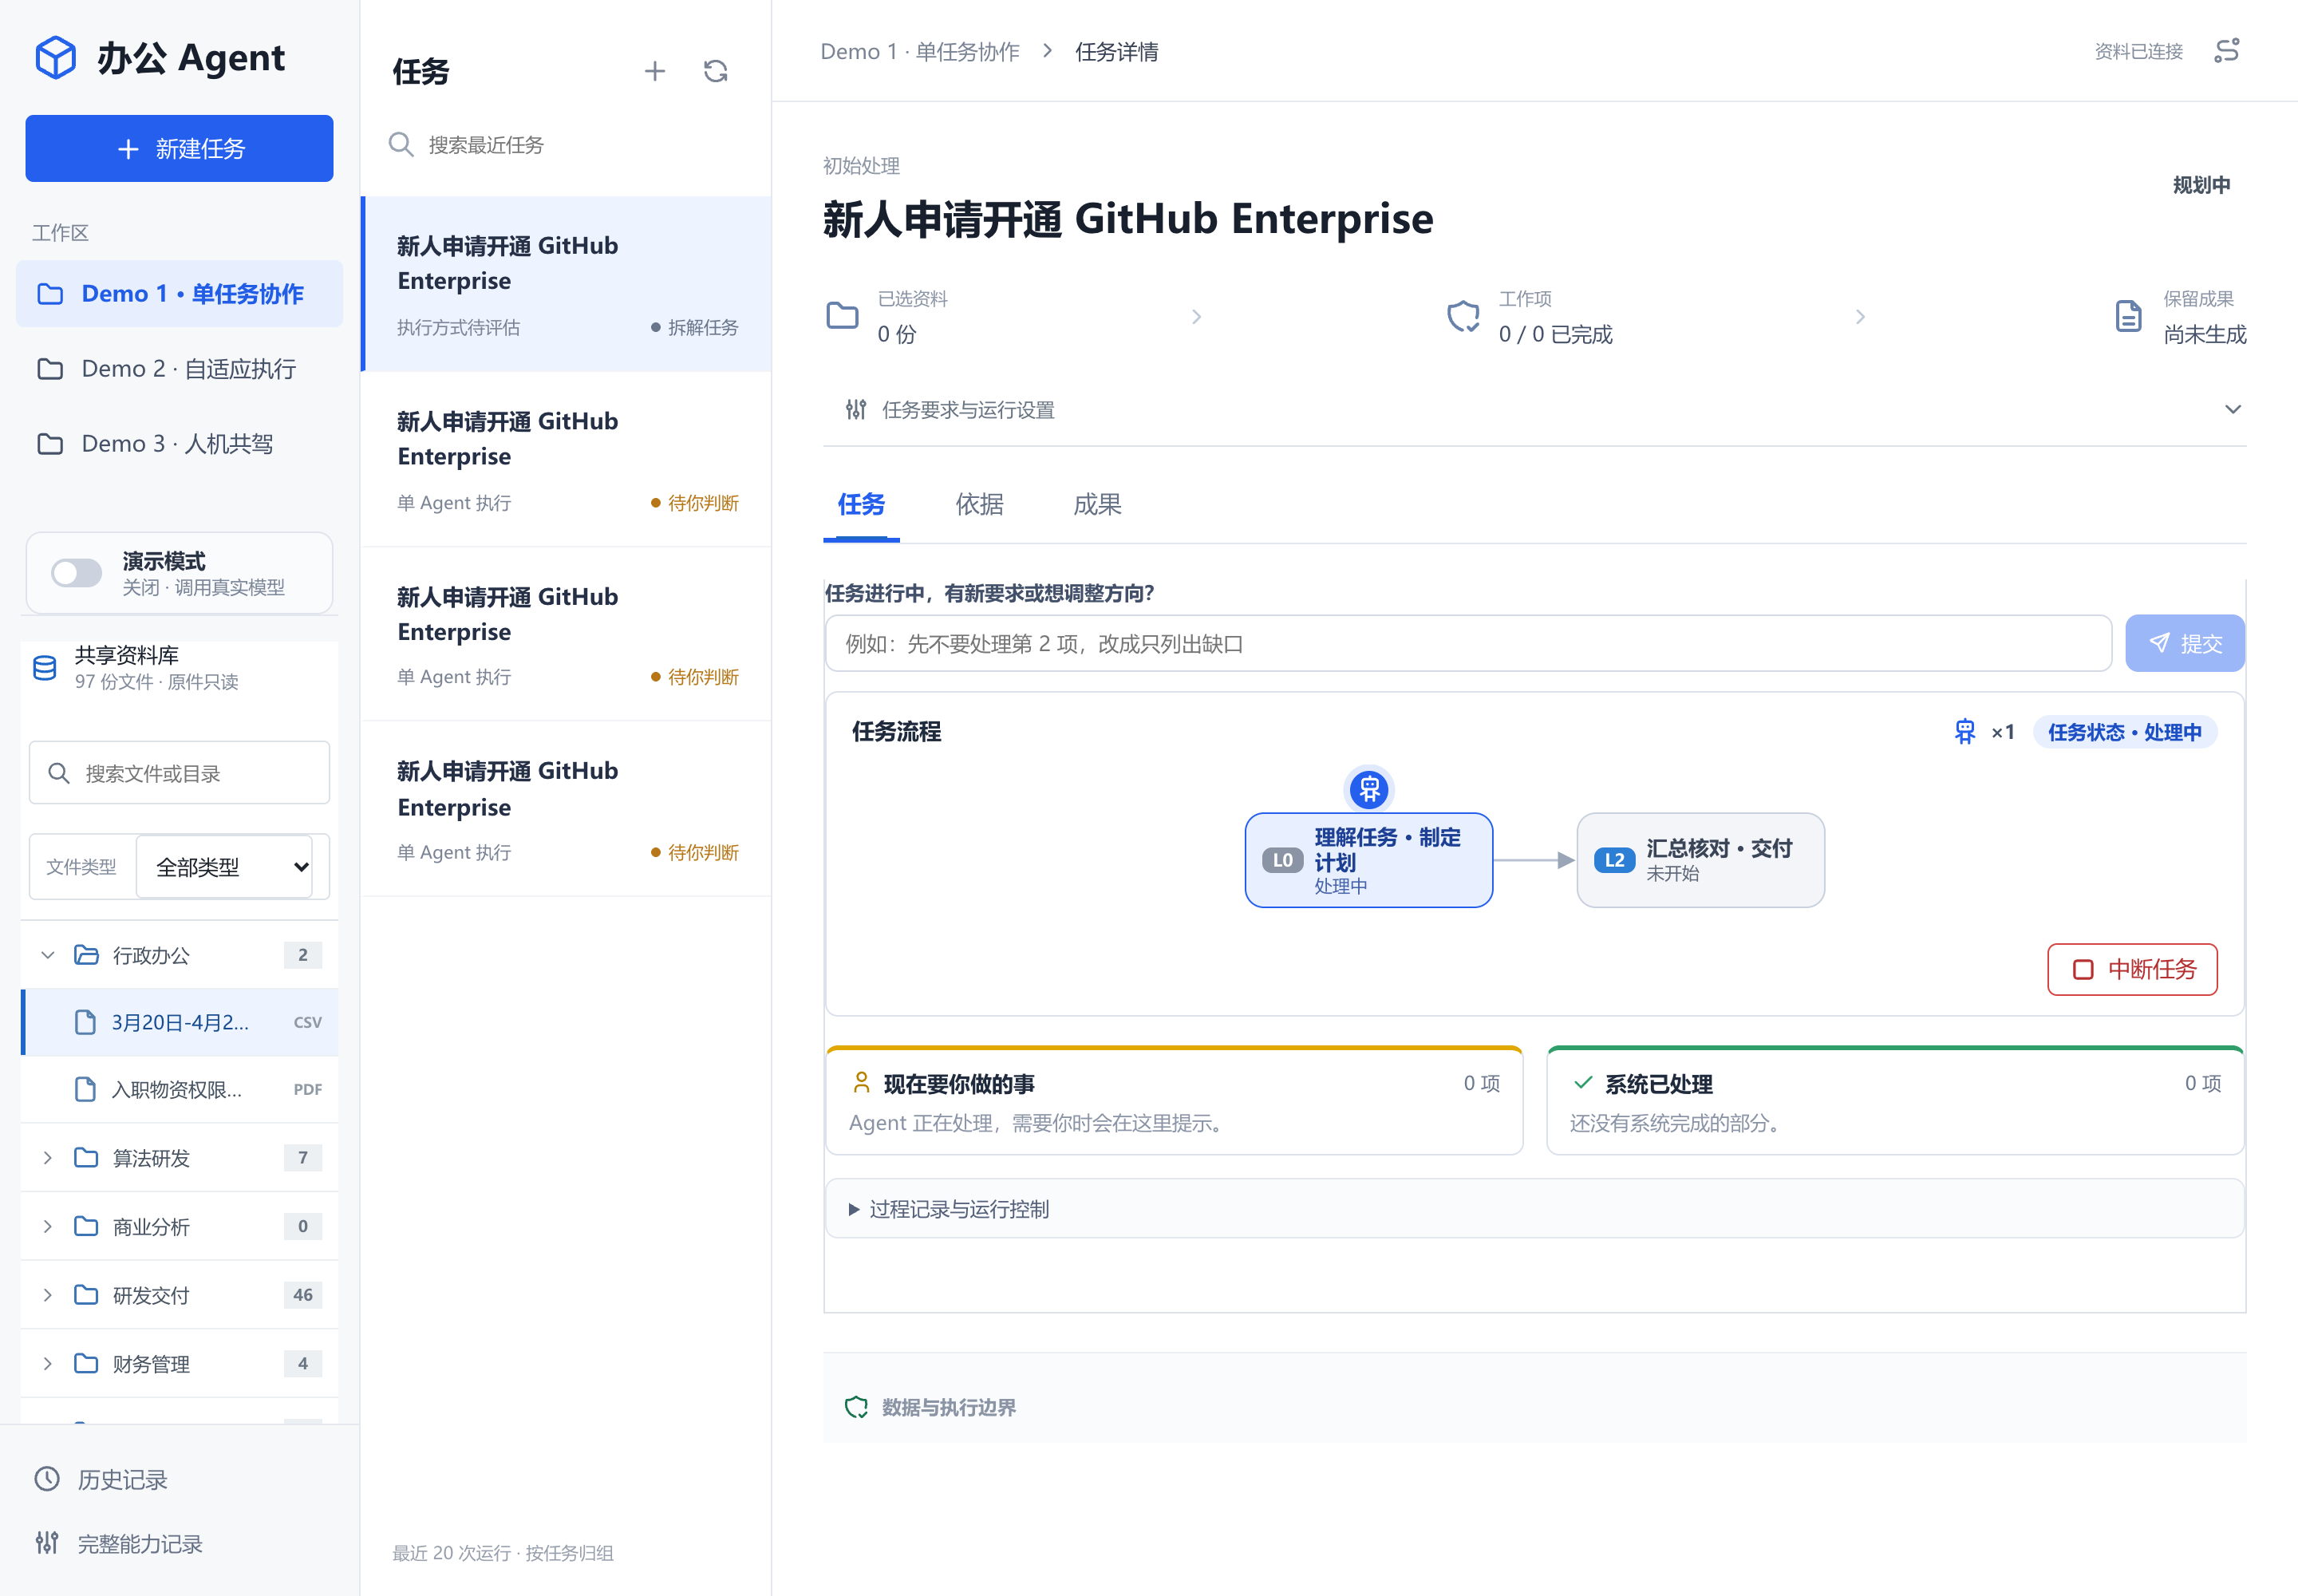 办公 Agent
新建任务
工作区
Demo 1 · 单任务协作
Demo 2 · 自适应执行
Demo 3 · 人机共驾
演示模式
关闭 · 调用真实模型
共享资料库
97 份文件 · 原件只读
搜索文件或目录
文件类型
全部类型
行政办公
2
3月20日-4月2...
CSV
入职物资权限...
PDF
算法研发
7
商业分析
0
研发交付
46
财务管理
4
历史记录
完整能力记录
任务
搜索最近任务
新人申请开通 GitHub
Enterprise
执行方式待评估
拆解任务
新人申请开通 GitHub
Enterprise
单 Agent 执行
待你判断
新人申请开通 GitHub
Enterprise
单 Agent 执行
待你判断
新人申请开通 GitHub
Enterprise
单 Agent 执行
待你判断
最近 20 次运行 · 按任务归组
Demo 1 · 单任务协作
任务详情
资料已连接
初始处理
规划中
新人申请开通 GitHub Enterprise
已选资料
0 份
工作项
0 / 0 已完成
保留成果
尚未生成
任务要求与运行设置
任务
依据
成果
任务进行中，有新要求或想调整方向？
例如：先不要处理第 2 项，改成只列出缺口
提交
任务流程
×1
任务状态 · 处理中
L0
理解任务 · 制定
计划
处理中
L2
汇总核对 · 交付
未开始
中断任务
现在要你做的事
0 项
Agent 正在处理，需要你时会在这里提示。
系统已处理
0 项
还没有系统完成的部分。
过程记录与运行控制
数据与执行边界